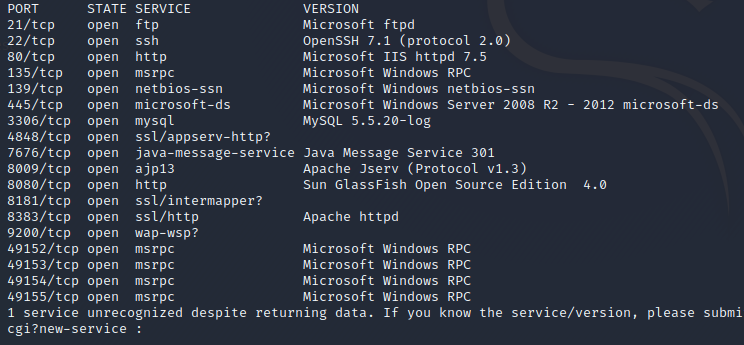 PORT STATE SERVICE VERSION
21/tcp open ftp Microsoft ftpd
22/tcp open ssh OpenSSH 7.1 (protocol 2.0)
80/tcp open http Microsoft IIS httpd 7.5
135/tcp open msrpc Microsoft Windows RPC
139/tcp open netbios-ssn Microsoft Windows netbios-ssn
445/tcp open microsoft-ds Microsoft Windows Server 2008 R2 - 2012 microsoft-ds
3306/tcp open mysql MySQL 5.5.20-log
4848/tcp open ssl/appserv-http?
7676/tcp open java-message-service Java Message Service 301
8009/tcp open ajp13 Apache Jserv (Protocol v1.3)
8080/tcp open http Sun GlassFish Open Source Edition 4.0
8181/tcp open ssl/intermapper?
8383/tcp open ssl/http Apache httpd
9200/tcp open wap-wsp?
49152/tcp open msrpc Microsoft Windows RPC
49153/tcp open msrpc Microsoft Windows RPC
49154/tcp open msrpc Microsoft Windows RPC
49155/tcp open msrpc Microsoft Windows RPC
1 service unrecognized despite returning data. If you know the service/version, please submi
cgi?new-service :